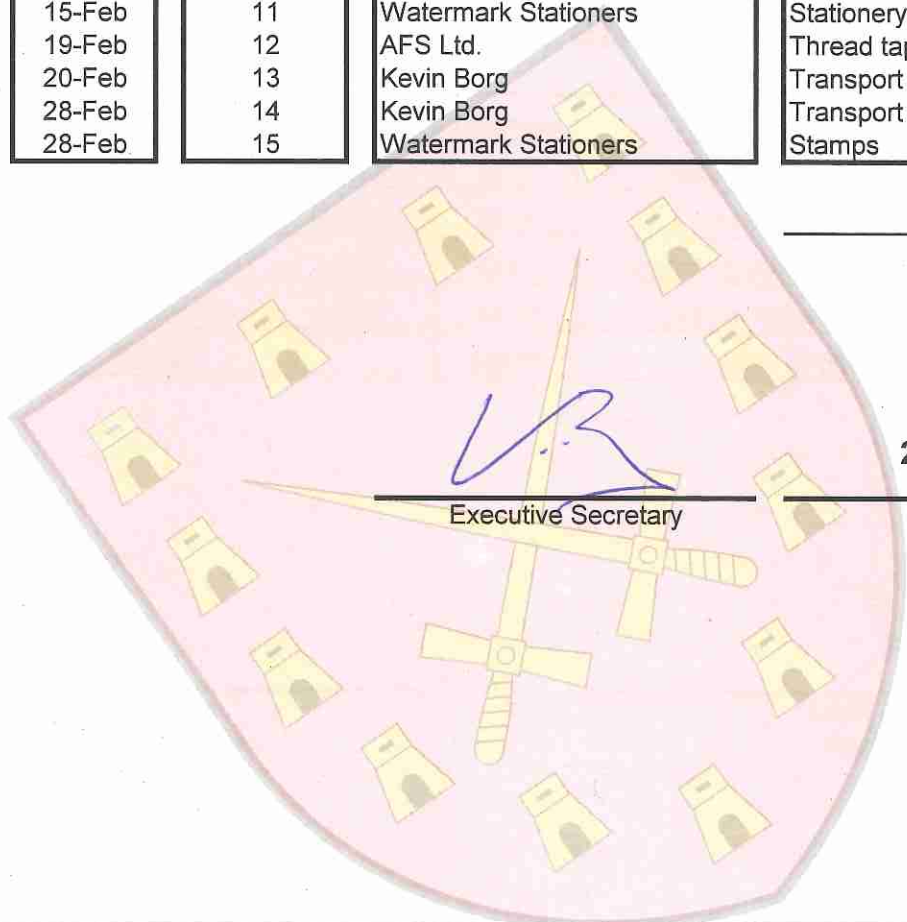 15-Feb 11 Watermark Stationers Stationery
19-Feb 12 AFS Ltd. Thread
20-Feb 13 Kevin Borg Transport
28-Feb 14 Kevin Borg Transport
28-Feb 15 Watermark Stationers Stamps
2
Executive Secretary